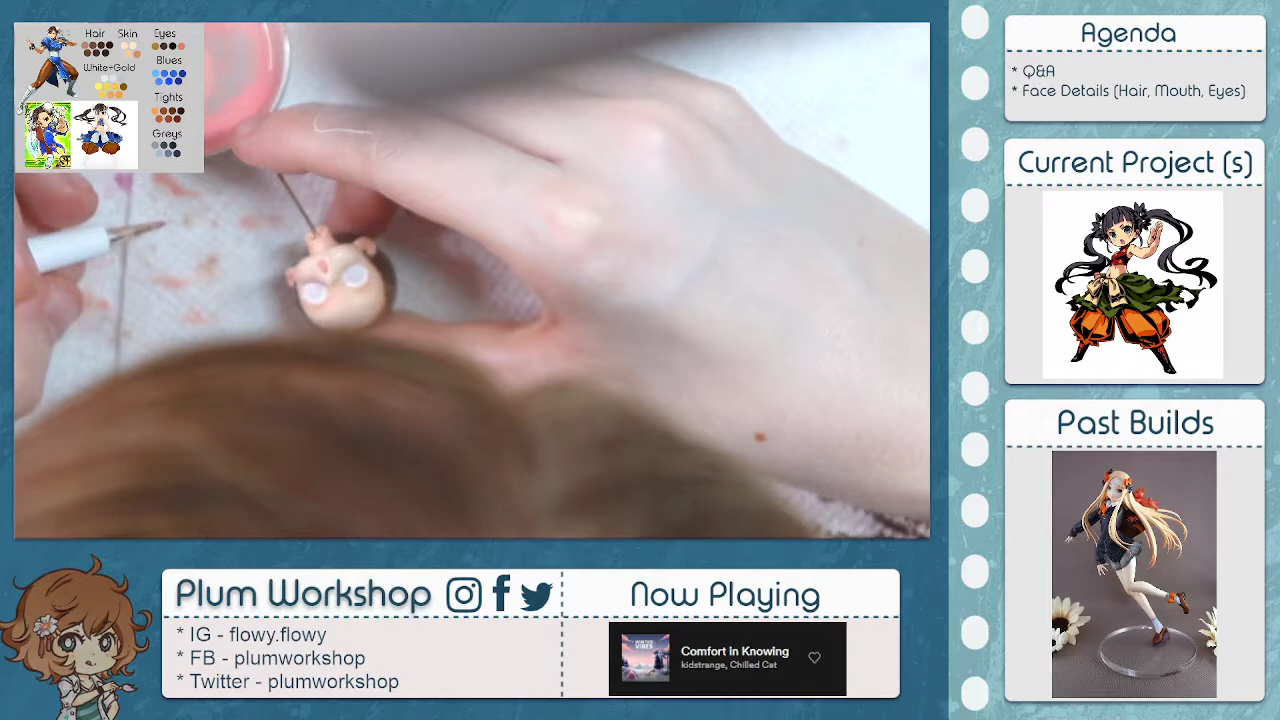 Hair Skin Eyes
White+Gold
Blues
Tights
Greys
Agenda
* Q&A
* Face Details (Hair, Mouth, Eyes)
Current Project (s)
Past Builds
Plum Workshop
* IG - flowy.flowy
* FB - plumworkshop
* Twitter - plumworkshop
Now Playing
Comfort in Knowing
kidstrange, Chilled Cat